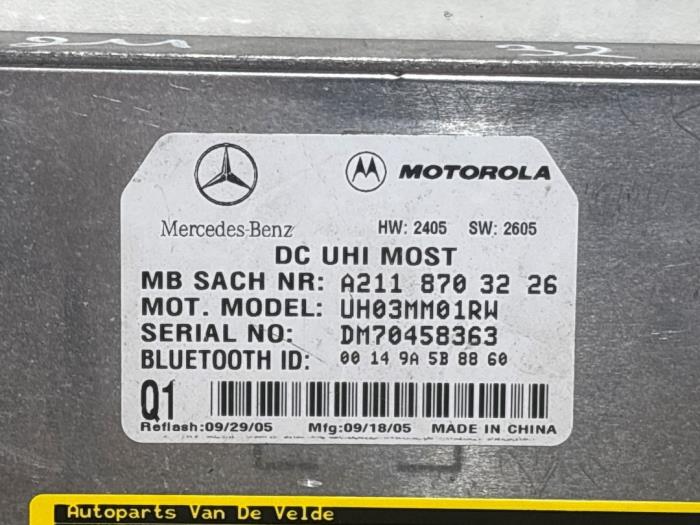 9M 32
MOTOROLA
Mercedes-Benz
HW: 2405 SW: 2605
DC UHI MOST
MB SACH NR: A211 870 32 26
MOT. MODEL: UH03MM01RW
SERIAL NO: DM70458363
BLUETOOTH ID: 00 14 9A 5B 88 60
Q1
Reflash:09/29/05 Mfg:09/18/05 MADE IN CHINA
Autoparts Van De Velde